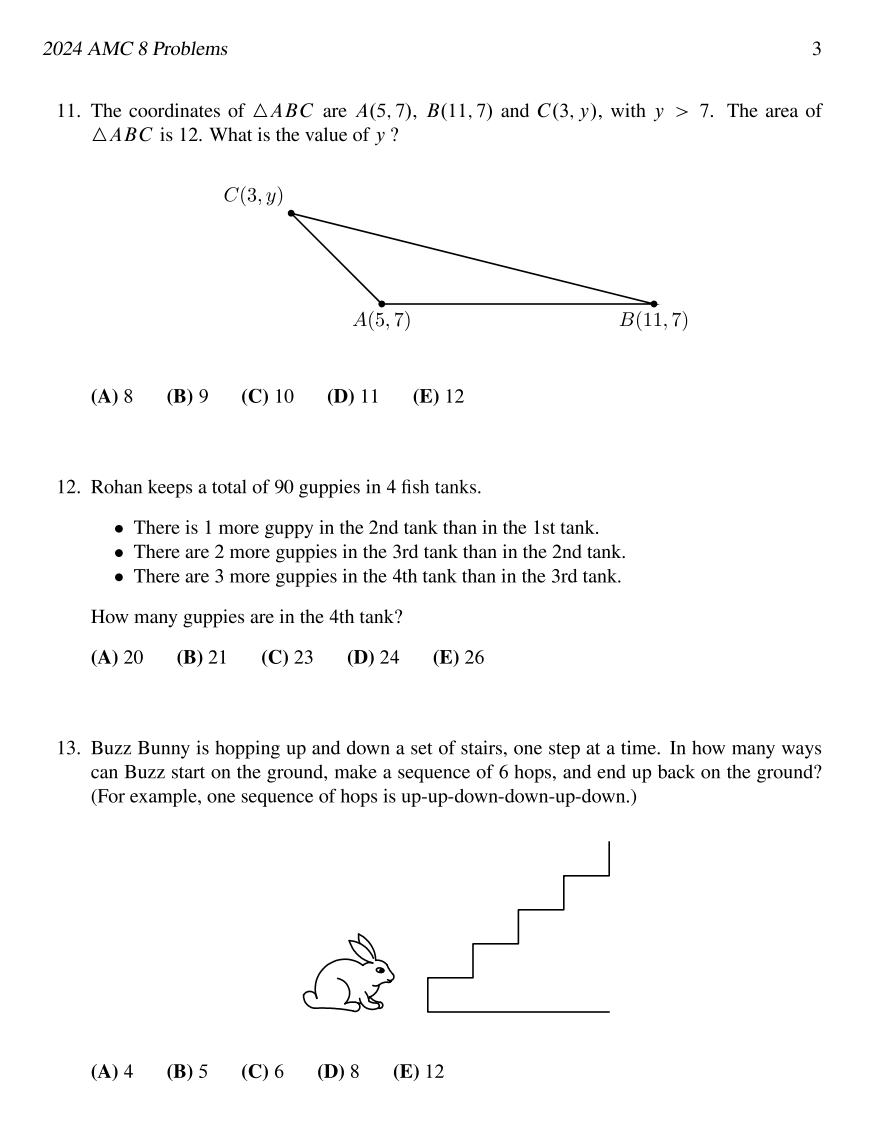 2024 AMC 8 Problems 3
11. The coordinates of △ABC are A(5, 7), B(11, 7) and C(3, y), with y > 7. The area of
△ABC is 12. What is the value of y ?
C(3, y)
A(5, 7) B(11, 7)
(A) 8 (B) 9 (C) 10 (D) 11 (E) 12
12. Rohan keeps a total of 90 guppies in 4 fish tanks.
• There is 1 more guppy in the 2nd tank than in the 1st tank.
• There are 2 more guppies in the 3rd tank than in the 2nd tank.
• There are 3 more guppies in the 4th tank than in the 3rd tank.
How many guppies are in the 4th tank?
(A) 20 (B) 21 (C) 23 (D) 24 (E) 26
13. Buzz Bunny is hopping up and down a set of stairs, one step at a time. In how many ways
can Buzz start on the ground, make a sequence of 6 hops, and end up back on the ground?
(For example, one sequence of hops is up-up-down-down-up-down.)
(A) 4 (B) 5 (C) 6 (D) 8 (E) 12